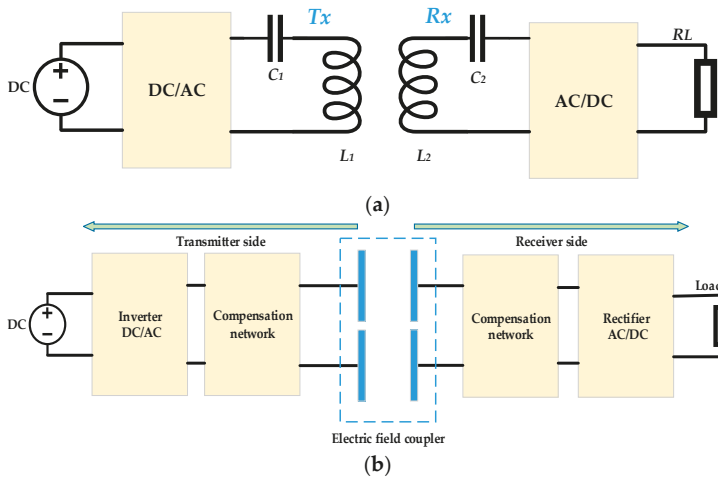 Tx
Rx
C1
C2
RL
DC
+
−
DC/AC
AC/DC
L1
L2
(a)
Transmitter side
Receiver side
Load
DC
+
−
Inverter
DC/AC
Compensation
network
Compensation
network
Rectifier
AC/DC
Electric field coupler
(b)